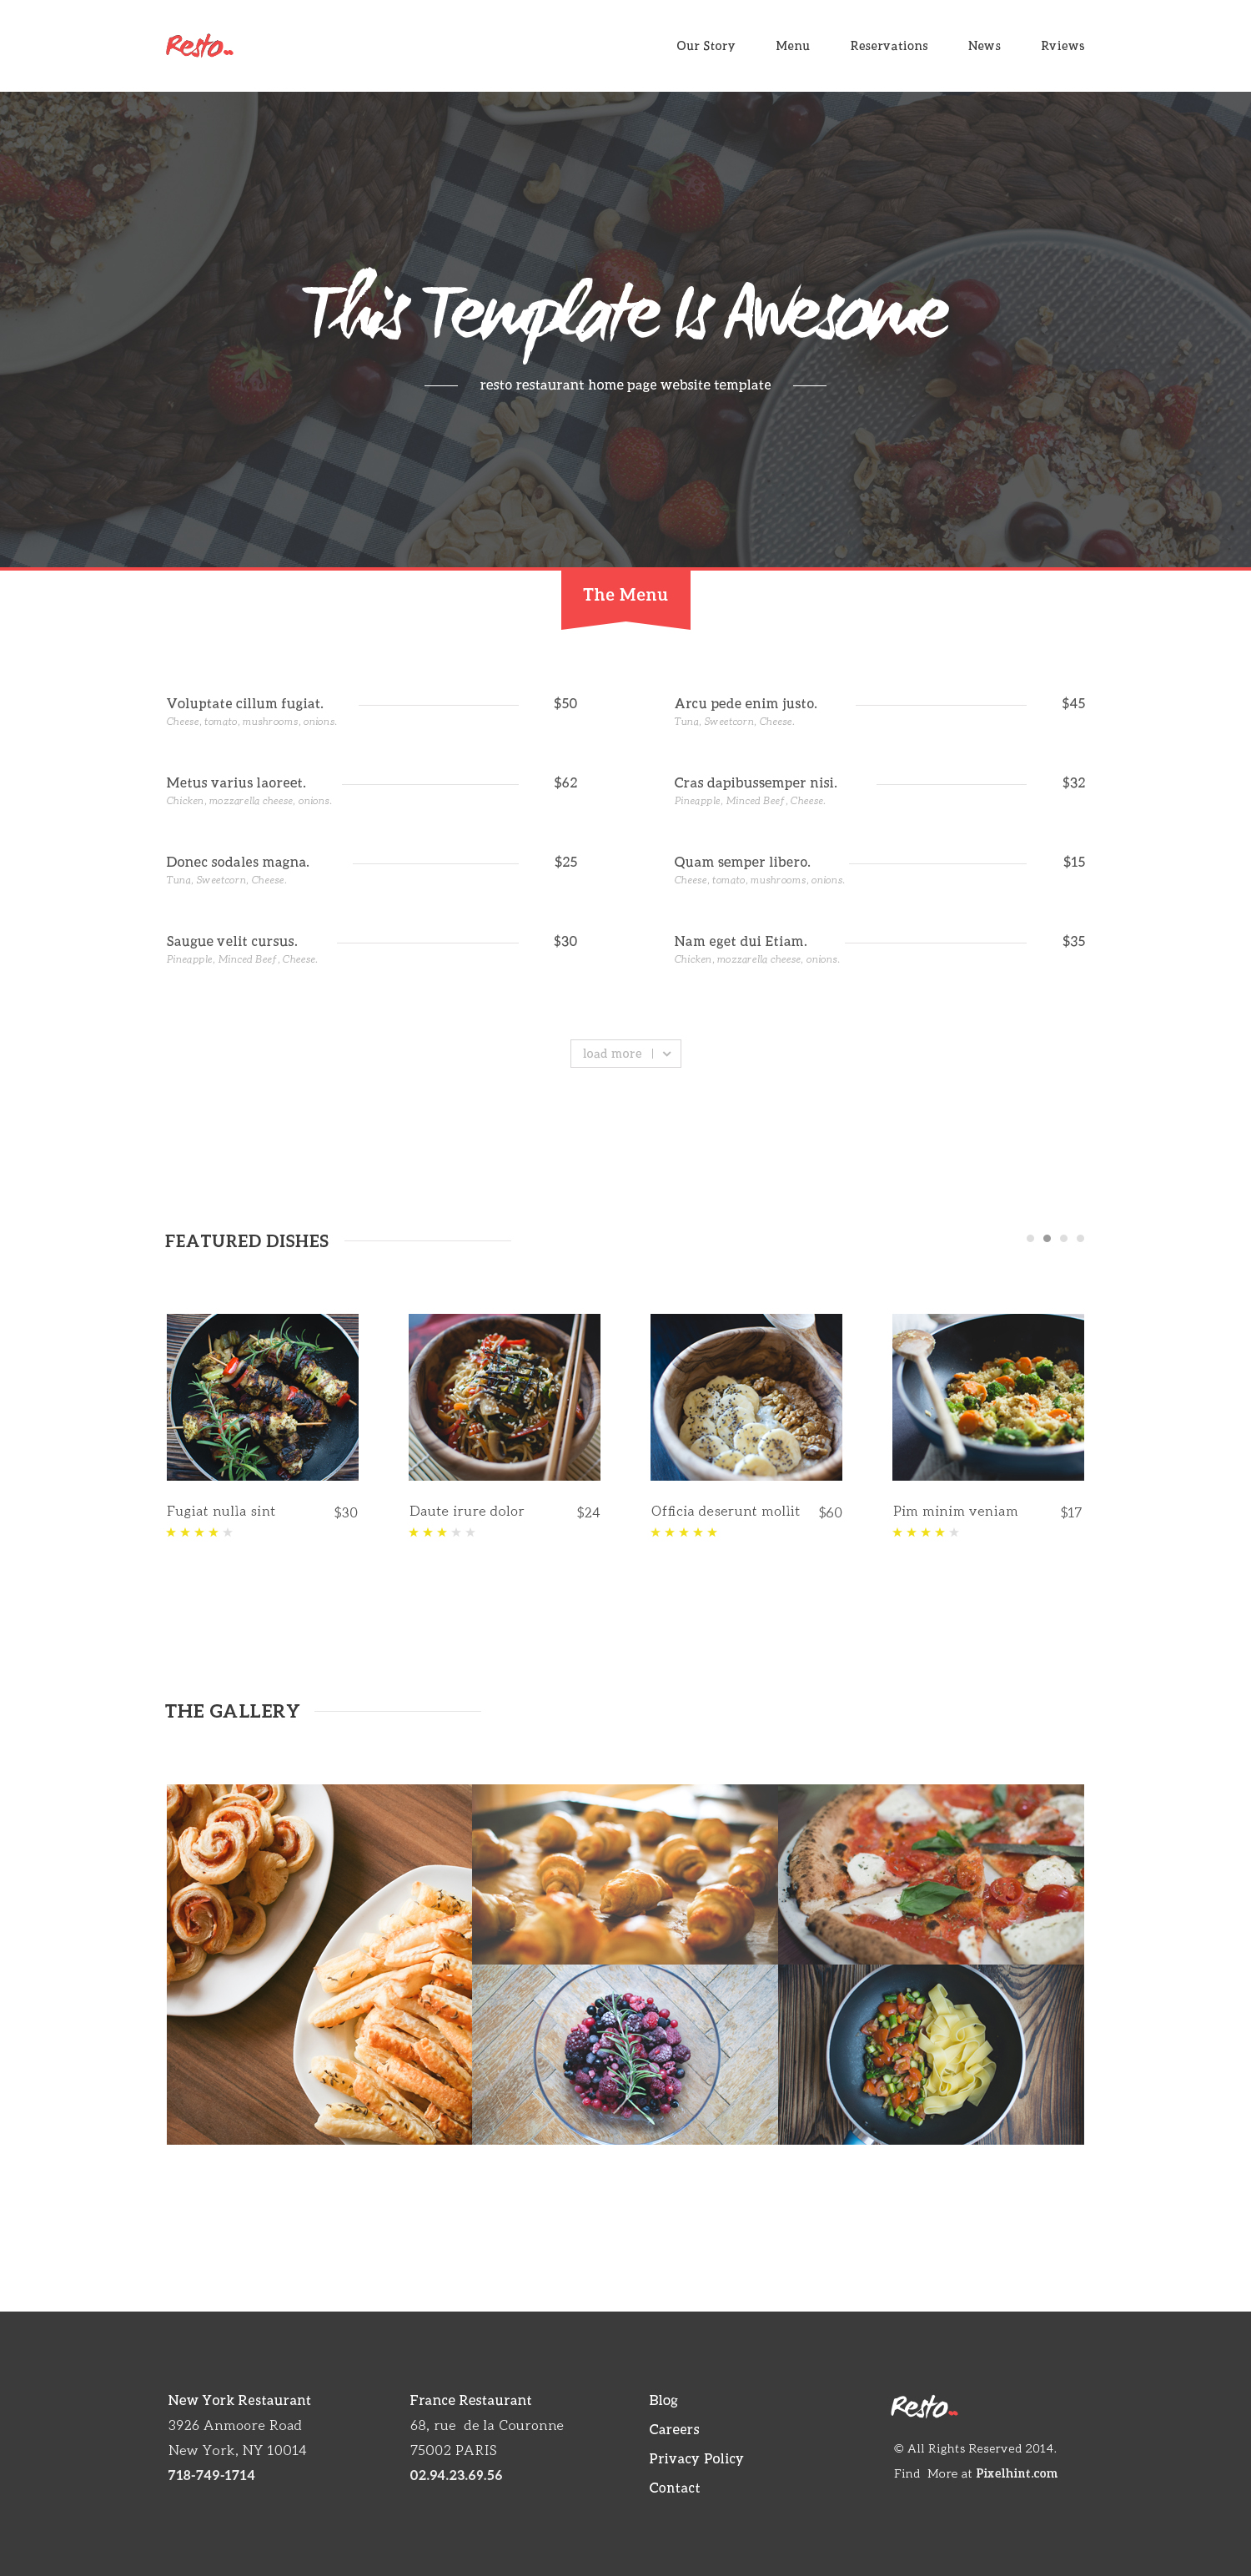 Resto
Our Story Menu Reservations News Rviews
This Template Is Awesome
resto restaurant home page website template
The Menu
Voluptate cillum fugiat. $50
Cheese, tomato, mushrooms, onions.
Arcu pede enim justo. $45
Tuna, Sweetcorn, Cheese.
Metus varius laoreet. $62
Chicken, mozzarella cheese, onions.
Cras dapibussemper nisi. $32
Pineapple, Minced Beef, Cheese.
Donec sodales magna. $25
Tuna, Sweetcorn, Cheese.
Quam semper libero. $15
Cheese, tomato, mushrooms, onions.
Saugue velit cursus. $30
Pineapple, Minced Beef, Cheese.
Nam eget dui Etiam. $35
Chicken, mozzarella cheese, onions.
load more
FEATURED DISHES
Fugiat nulla sint $30
Daute irure dolor $24
Officia deserunt mollit $60
Pim minim veniam $17
THE GALLERY
New York Restaurant
3926 Anmoore Road
New York, NY 10014
718-749-1714
France Restaurant
68, rue de la Couronne
75002 PARIS
02.94.23.69.56
Blog
Careers
Privacy Policy
Contact
Resto
© All Rights Reserved 2014.
Find More at Pixelhint.com